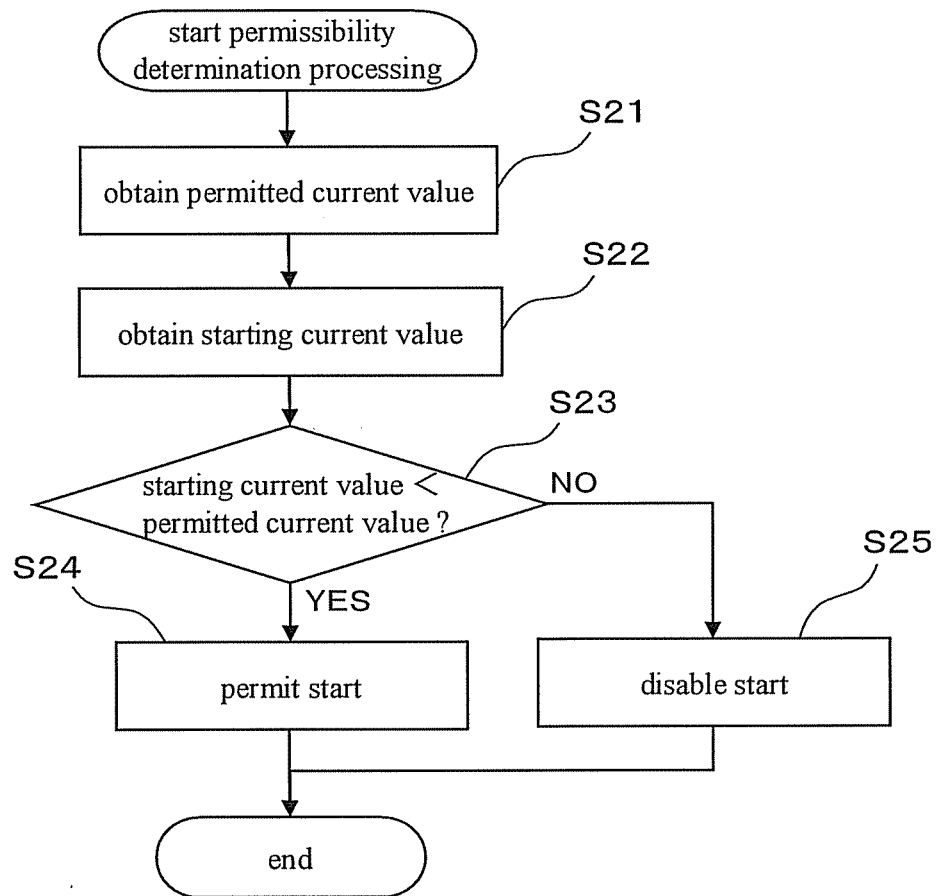 start permissibility
determination processing
S21
obtain permitted current value
S22
obtain starting current value
S23
starting current value <
permitted current value ?
NO
S24
YES
S25
permit start
disable start
end